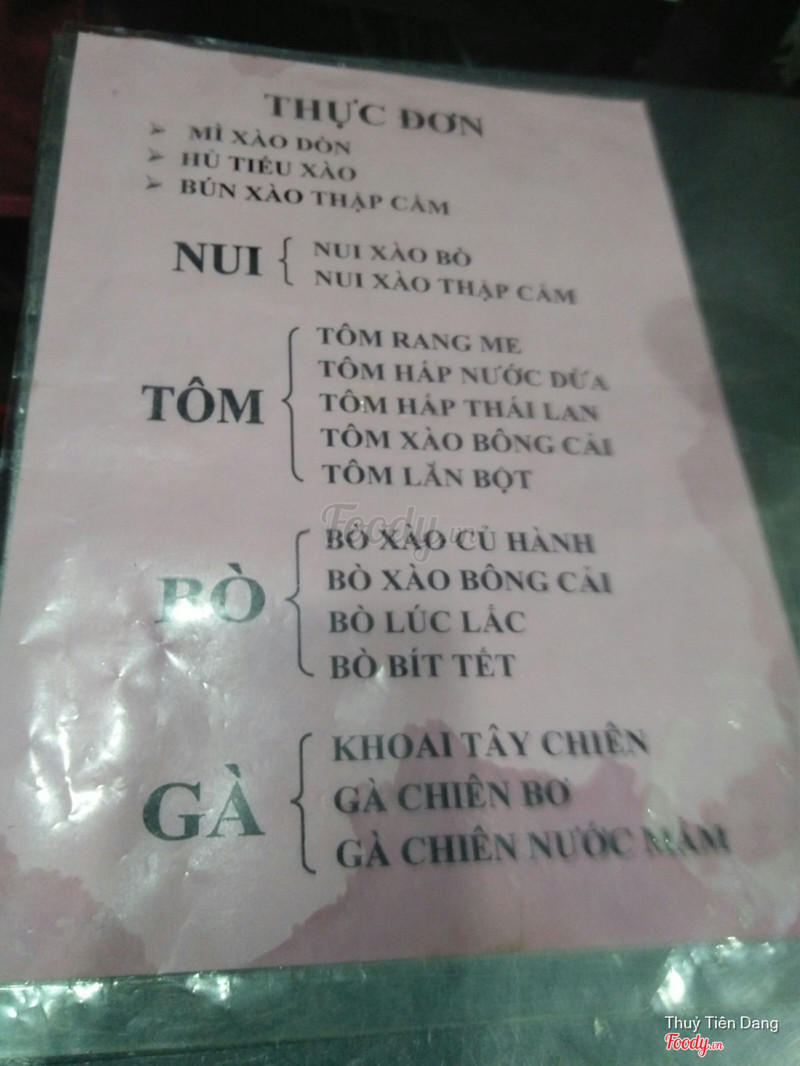 THỰC ĐƠN
➢ MÌ XÀO DÒN
➢ HỦ TIẾU XÀO
➢ BÚN XÀO THẬP CẨM
NUI
NUI XÀO BÒ
NUI XÀO THẬP CẨM
TÔM
TÔM RANG ME
TÔM HẤP NƯỚC DỪA
TÔM HẤP THÁI LAN
TÔM XÀO BÔNG CẢI
TÔM LĂN BỘT
BÒ
BÒ XÀO CỦ HÀNH
BÒ XÀO BÔNG CẢI
BÒ LÚC LẮC
BÒ BÍT TẾT
GÀ
KHOAI TÂY CHIÊN
GÀ CHIÊN BƠ
GÀ CHIÊN NƯỚC MẮM
Foody.vn
Thuỷ Tiên Dang
Foody.vn